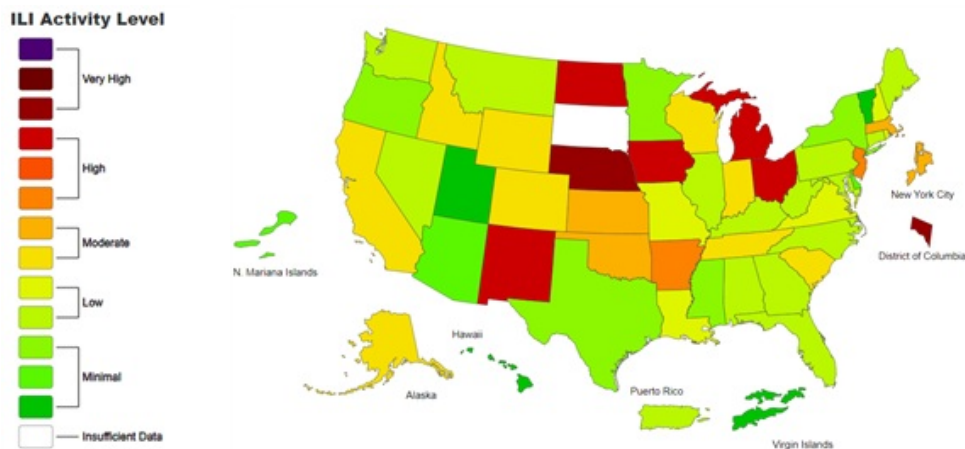 ILI Activity Level
Very High
High
Moderate
Low
Minimal
Insufficient Data
New York City
District of Columbia
N. Mariana Islands
Hawaii
Alaska
Puerto Rico
Virgin Islands